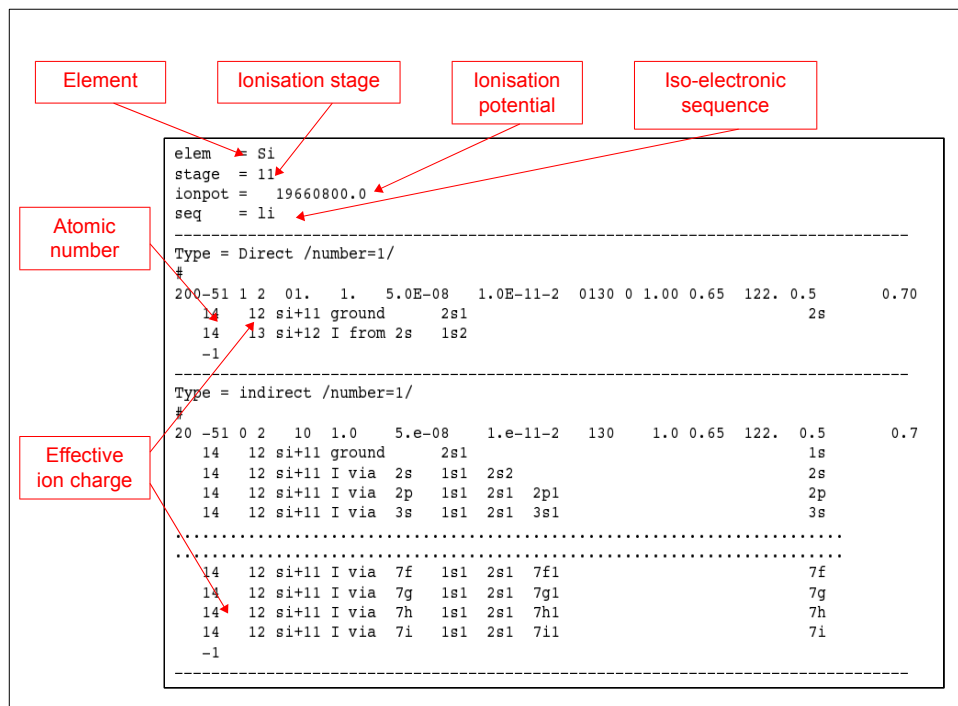 Element
Ionisation stage
Ionisation
potential
Iso-electronic
sequence
elem = Si
stage = 11
ionpot = 19660800.0
seq = li
--------------------------------------------------------------------------------
Atomic
number
Type = Direct /number=1/
#
200-51 1 2 01. 1. 5.0E-08 1.0E-11-2 0130 0 1.00 0.65 122. 0.5 0.70
14 12 si+11 ground 2s1 2s
14 13 si+12 I from 2s 1s2
-1
--------------------------------------------------------------------------------
Type = indirect /number=1/
#
20 -51 0 2 10 1.0 5.e-08 1.e-11-2 130 1.0 0.65 122. 0.5 0.7
Effective
ion charge
14 12 si+11 ground 2s1 1s
14 12 si+11 I via 2s 1s1 2s2 2s
14 12 si+11 I via 2p 1s1 2s1 2p1 2p
14 12 si+11 I via 3s 1s1 2s1 3s1 3s
.........................................................................
.........................................................................
14 12 si+11 I via 7f 1s1 2s1 7f1 7f
14 12 si+11 I via 7g 1s1 2s1 7g1 7g
14 12 si+11 I via 7h 1s1 2s1 7h1 7h
14 12 si+11 I via 7i 1s1 2s1 7i1 7i
-1
--------------------------------------------------------------------------------